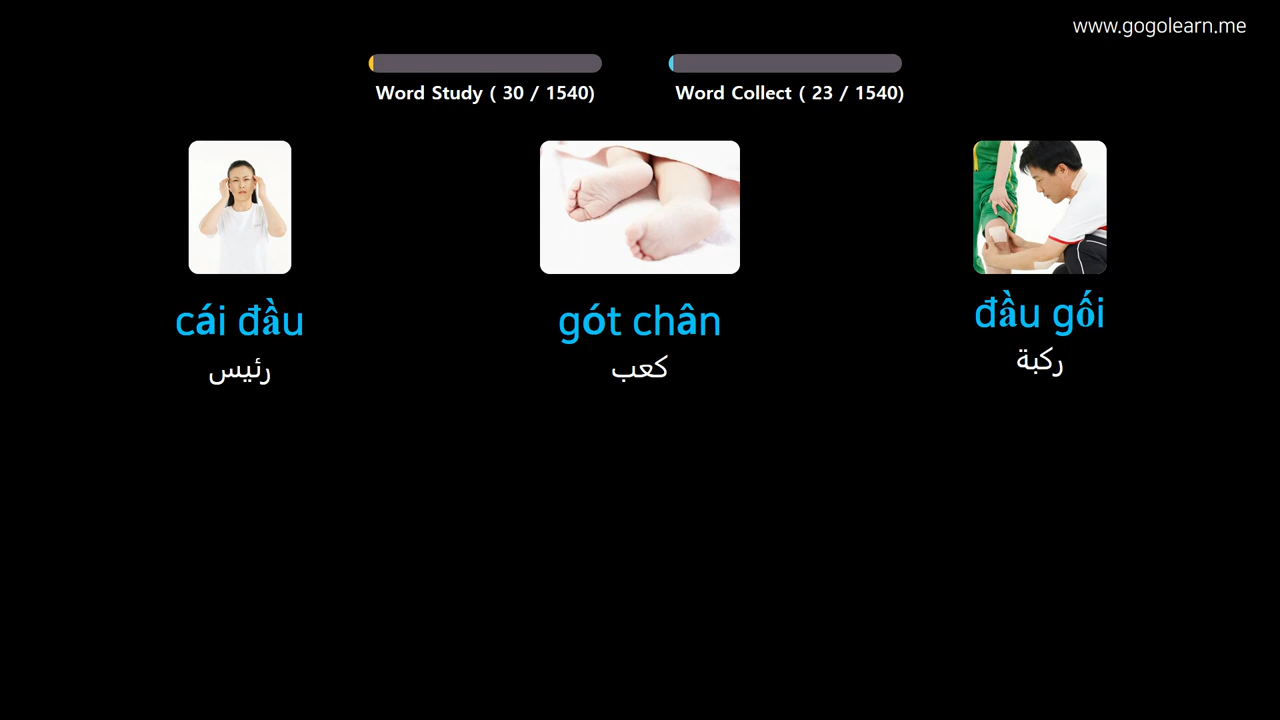 www.gogolearn.me
Word Study ( 30 / 1540)
Word Collect ( 23 / 1540)
cái đầu
رئيس
gót chân
كعب
đầu gối
ركبة